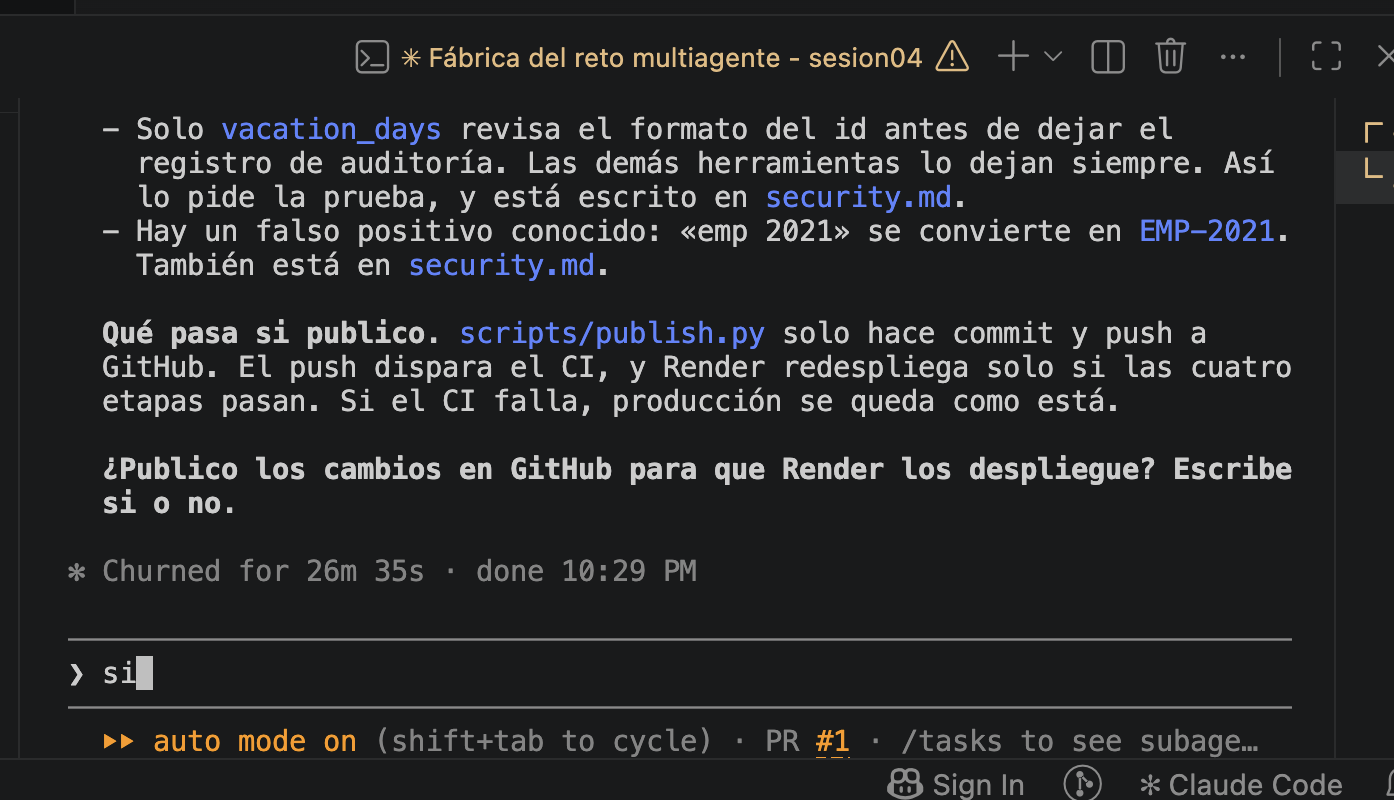 ✳ Fábrica del reto multiagente - sesion04
– Solo vacation_days revisa el formato del id antes de dejar el
registro de auditoría. Las demás herramientas lo dejan siempre. Así
lo pide la prueba, y está escrito en security.md.
– Hay un falso positivo conocido: «emp 2021» se convierte en EMP-2021.
También está en security.md.
Qué pasa si publico. scripts/publish.py solo hace commit y push a
GitHub. El push dispara el CI, y Render redespliega solo si las cuatro
etapas pasan. Si el CI falla, producción se queda como está.
¿Publico los cambios en GitHub para que Render los despliegue? Escribe
si o no.
✻ Churned for 26m 35s · done 10:29 PM
❯ si
⏵⏵ auto mode on (shift+tab to cycle) · PR #1 · /tasks to see subage…
Sign In ✻ Claude Code